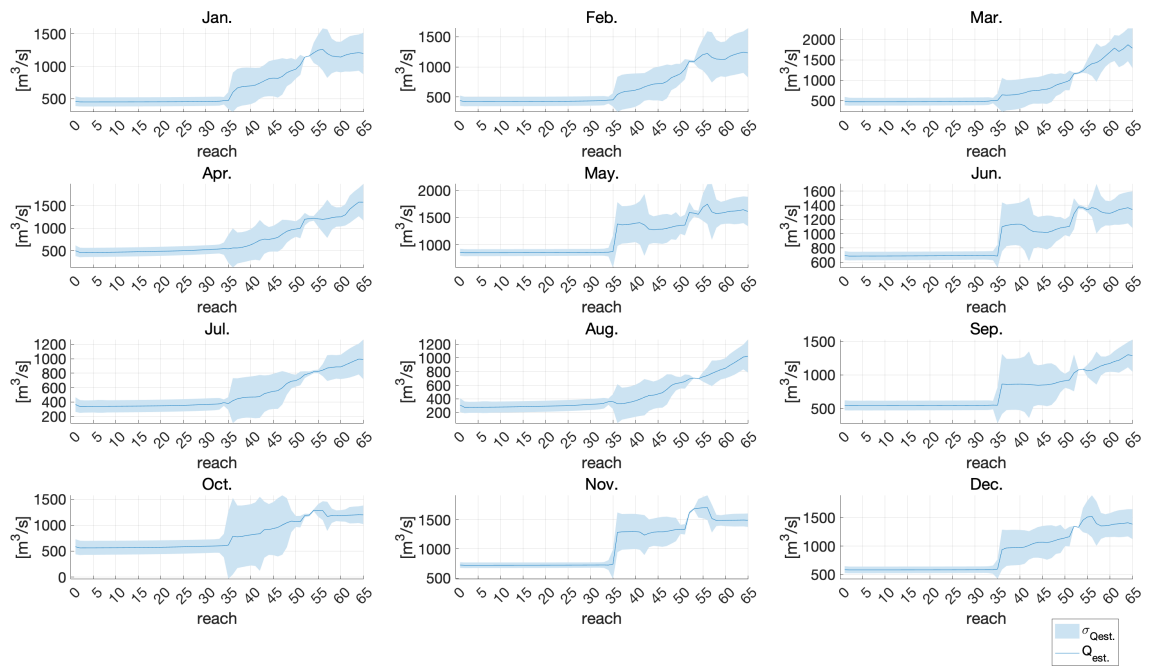 Jan. Feb. Mar.
1500 1500 2000
1000 1000 1500
500 500 1000
500
[m³/s] [m³/s] [m³/s]
0 5 10 15 20 25 30 35 40 45 50 55 60 65 0 5 10 15 20 25 30 35 40 45 50 55 60 65 0 5 10 15 20 25 30 35 40 45 50 55 60 65
reach reach reach
Apr. May. Jun.
1500 2000 1600
1000 1500 1400
500 1000 1200
1000
800
600
[m³/s] [m³/s] [m³/s]
0 5 10 15 20 25 30 35 40 45 50 55 60 65 0 5 10 15 20 25 30 35 40 45 50 55 60 65 0 5 10 15 20 25 30 35 40 45 50 55 60 65
reach reach reach
Jul. Aug. Sep.
1200 1200 1500
1000 1000 1000
800 800 500
600 600
400 400
200 200
[m³/s] [m³/s] [m³/s]
0 5 10 15 20 25 30 35 40 45 50 55 60 65 0 5 10 15 20 25 30 35 40 45 50 55 60 65 0 5 10 15 20 25 30 35 40 45 50 55 60 65
reach reach reach
Oct. Nov. Dec.
1500 1500 1500
1000 1000 1000
500 500 500
0
[m³/s] [m³/s] [m³/s]
0 5 10 15 20 25 30 35 40 45 50 55 60 65 0 5 10 15 20 25 30 35 40 45 50 55 60 65 0 5 10 15 20 25 30 35 40 45 50 55 60 65
reach reach reach
σQest.
Qest.